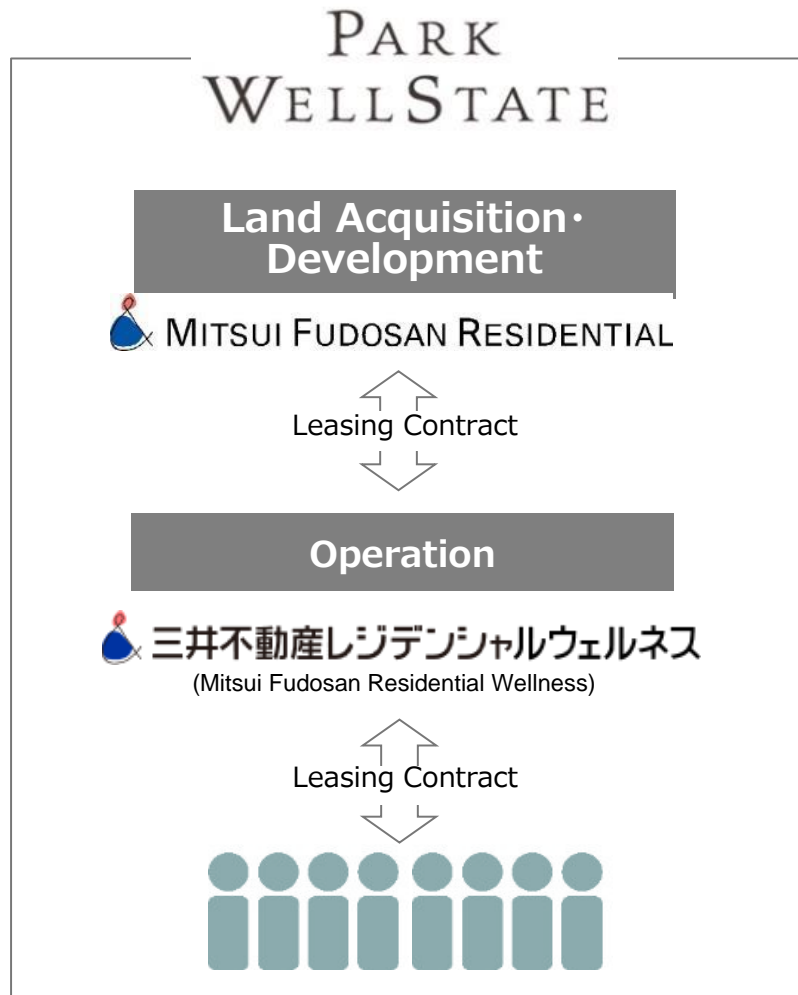 PARK
WELLSTATE
Land Acquisition・
Development
MITSUI FUDOSAN RESIDENTIAL
Leasing Contract
Operation
三井不動産レジデンシャルウェルネス
(Mitsui Fudosan Residential Wellness)
Leasing Contract